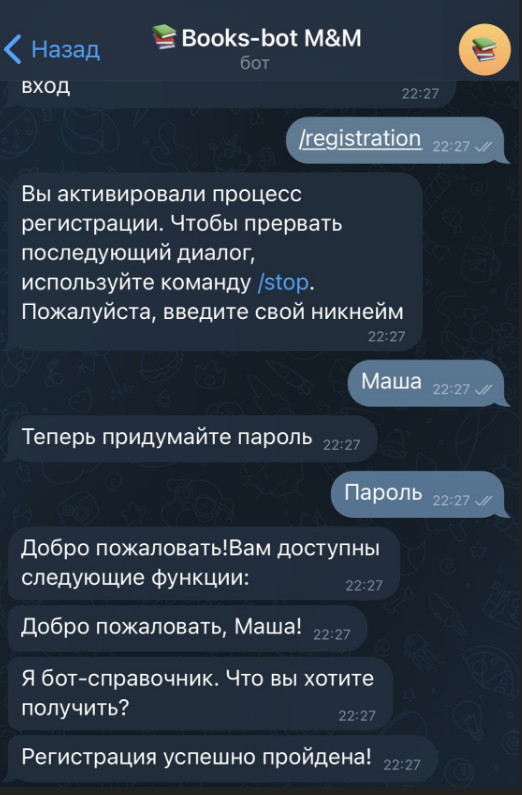 Назад
📚 Books-bot M&M
бот
вход
22:27
/registration 22:27
Вы активировали процесс
регистрации. Чтобы прервать
последующий диалог,
используйте команду /stop.
Пожалуйста, введите свой никнейм
22:27
Маша 22:27
Теперь придумайте пароль 22:27
Пароль 22:27
Добро пожаловать!Вам доступны
следующие функции: 22:27
Добро пожаловать, Маша! 22:27
Я бот-справочник. Что вы хотите
получить? 22:27
Регистрация успешно пройдена! 22:27